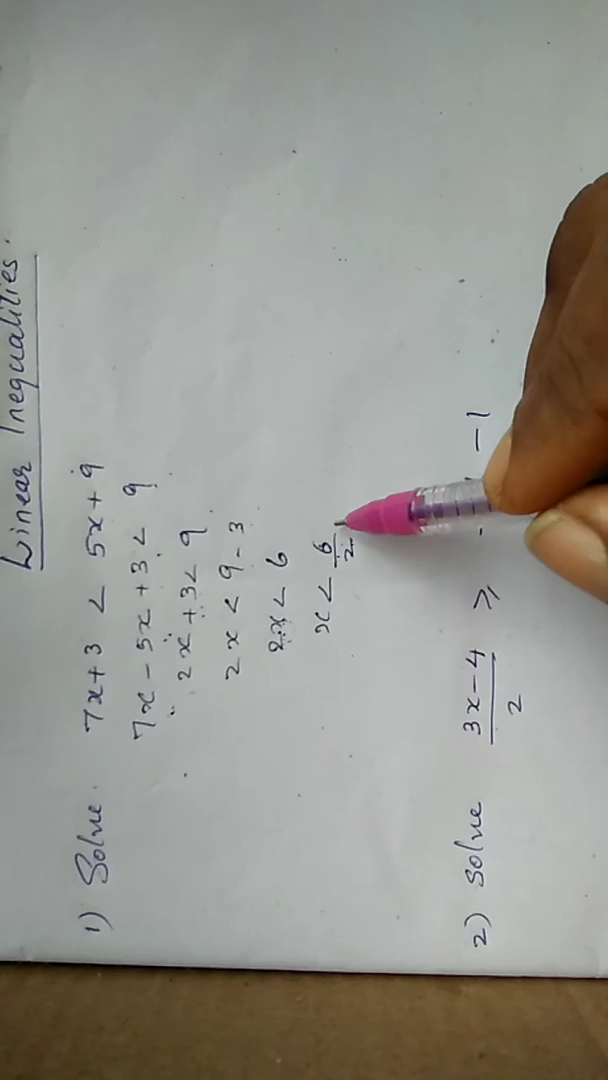 Linear Inequalities.
1) Solve. 7x+3 < 5x+9
7x - 5x + 3 < 9
2x + 3 < 9
2x < 9 - 3
2x < 6
x < 6/2
2) Solve (3x-4)/2 ≥ - 1